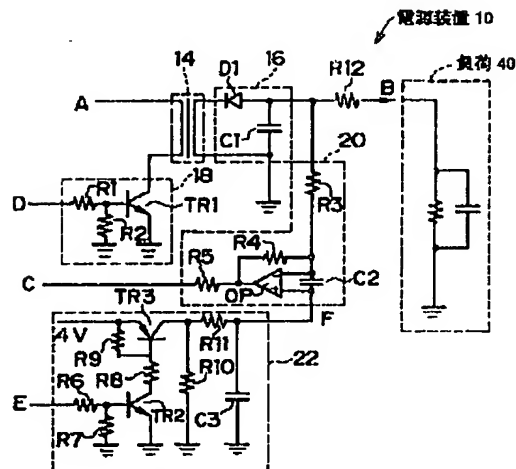 電源装置 10
負荷 40
14
16
D1
R12
B
A
C1
20
R3
18
R1
D
TR1
R2
R4
R5
C
OP
C2
TR3
F
4V
R11
22
R9
R8
R10
R6
E
TR2
C3
R7